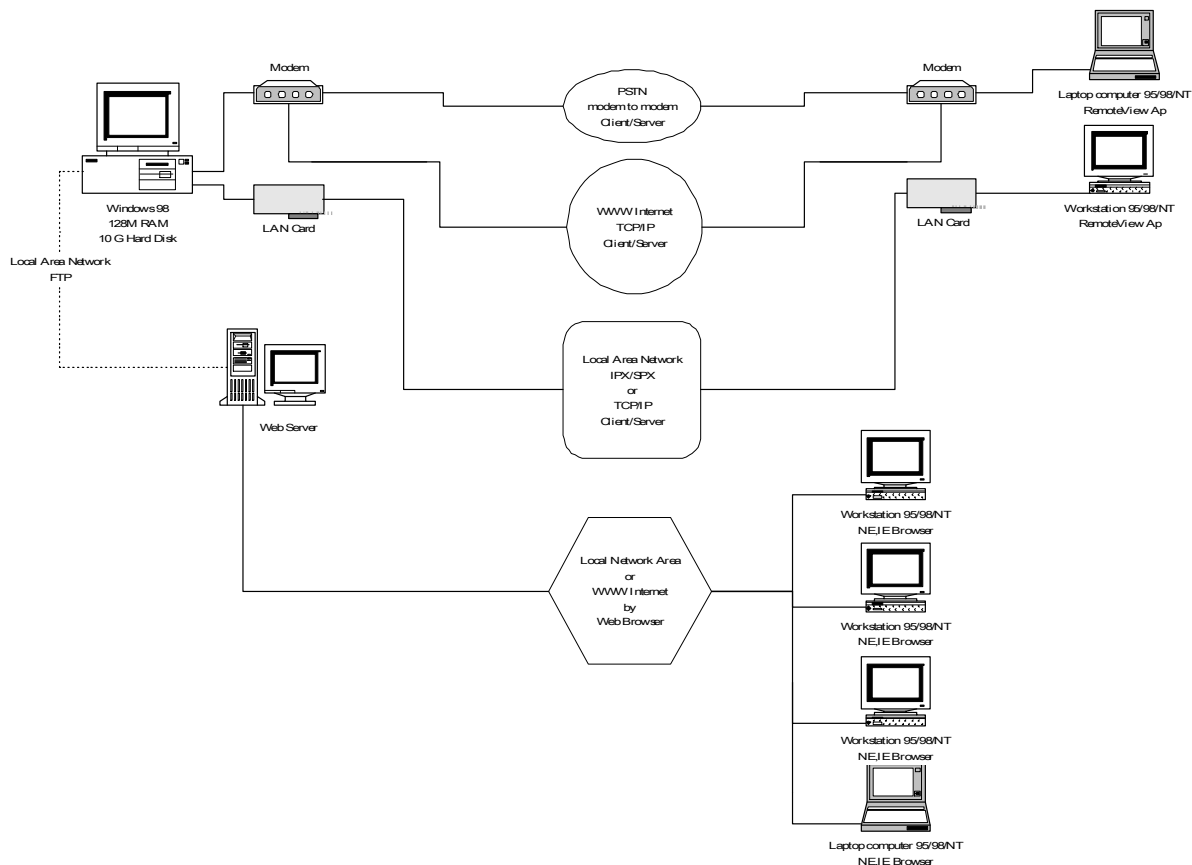 Modem
PSTN
modem to modem
Client/Server
Modem
Laptop computer 95/98/NT
RemoteView Ap
Windows 98
128M RAM
10 G Hard Disk
LAN Card
WWW Internet
TCP/IP
Client/Server
LAN Card
Workstation 95/98/NT
RemoteView Ap
Local Area Network
FTP
Web Server
Local Area Network
IPX/SPX
or
TCP/IP
Client/Server
Local Network Area
or
WWW Internet
by
Web Browser
Workstation 95/98/NT
NE,IE Browser
Workstation 95/98/NT
NE,IE Browser
Workstation 95/98/NT
NE,IE Browser
Laptop computer 95/98/NT
NE,IE Browser